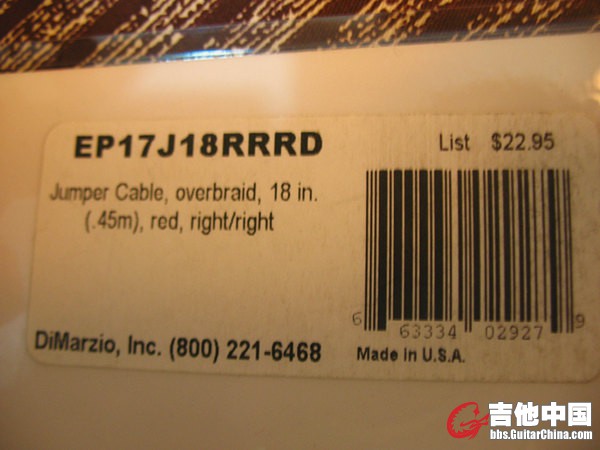 EP17J18RRRD
List $22.95
Jumper Cable, overbraid, 18 in.
(.45m), red, right/right
6 63334 02927 9
DiMarzio, Inc. (800) 221-6468
Made in U.S.A.
吉他中国
bbs.GuitarChina.com